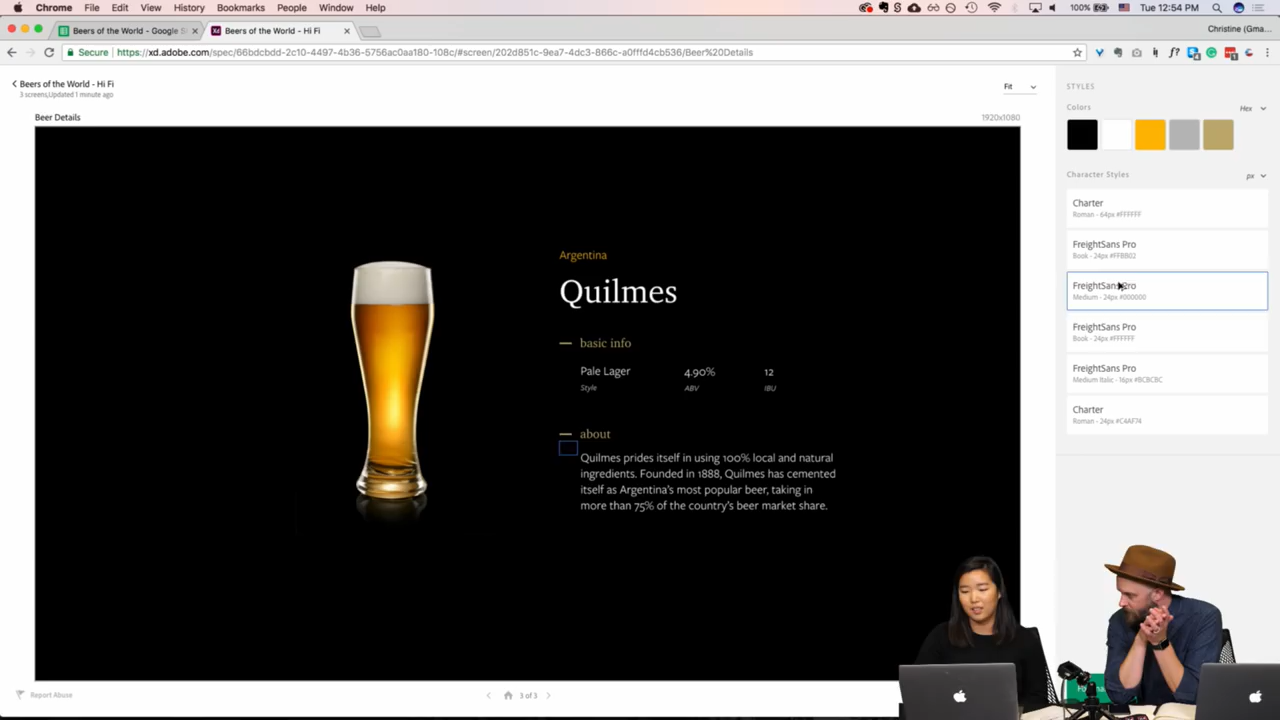 Chrome File Edit View History Bookmarks People Window Help 100% Tue 12:54 PM
Beers of the World - Google S Beers of the World - Hi Fi Christine (Gma...
Secure https://xd.adobe.com/spec/66bdcbdd-2c10-4497-4b36-5756ac0aa180-108c/#screen/202d851c-9ea7-4dc3-866c-a0fffd4cb536/Beer%20Details
Beers of the World - Hi Fi
3 screens,Updated 1 minute ago
Fit
Beer Details
1920x1080
Argentina
Quilmes
basic info
Pale Lager 4.90% 12
Style ABV IBU
about
Quilmes prides itself in using 100% local and natural
ingredients. Founded in 1888, Quilmes has cemented
itself as Argentina's most popular beer, taking in
more than 75% of the country's beer market share.
STYLES
Colors Hex
Character Styles px
Charter
Roman - 64px #FFFFFF
FreightSans Pro
Book - 24px #FFBB02
FreightSans Pro
Medium - 24px #000000
FreightSans Pro
Book - 24px #FFFFFF
FreightSans Pro
Medium Italic - 16px #BCBCBC
Charter
Roman - 24px #C4AF74
Report Abuse
3 of 3